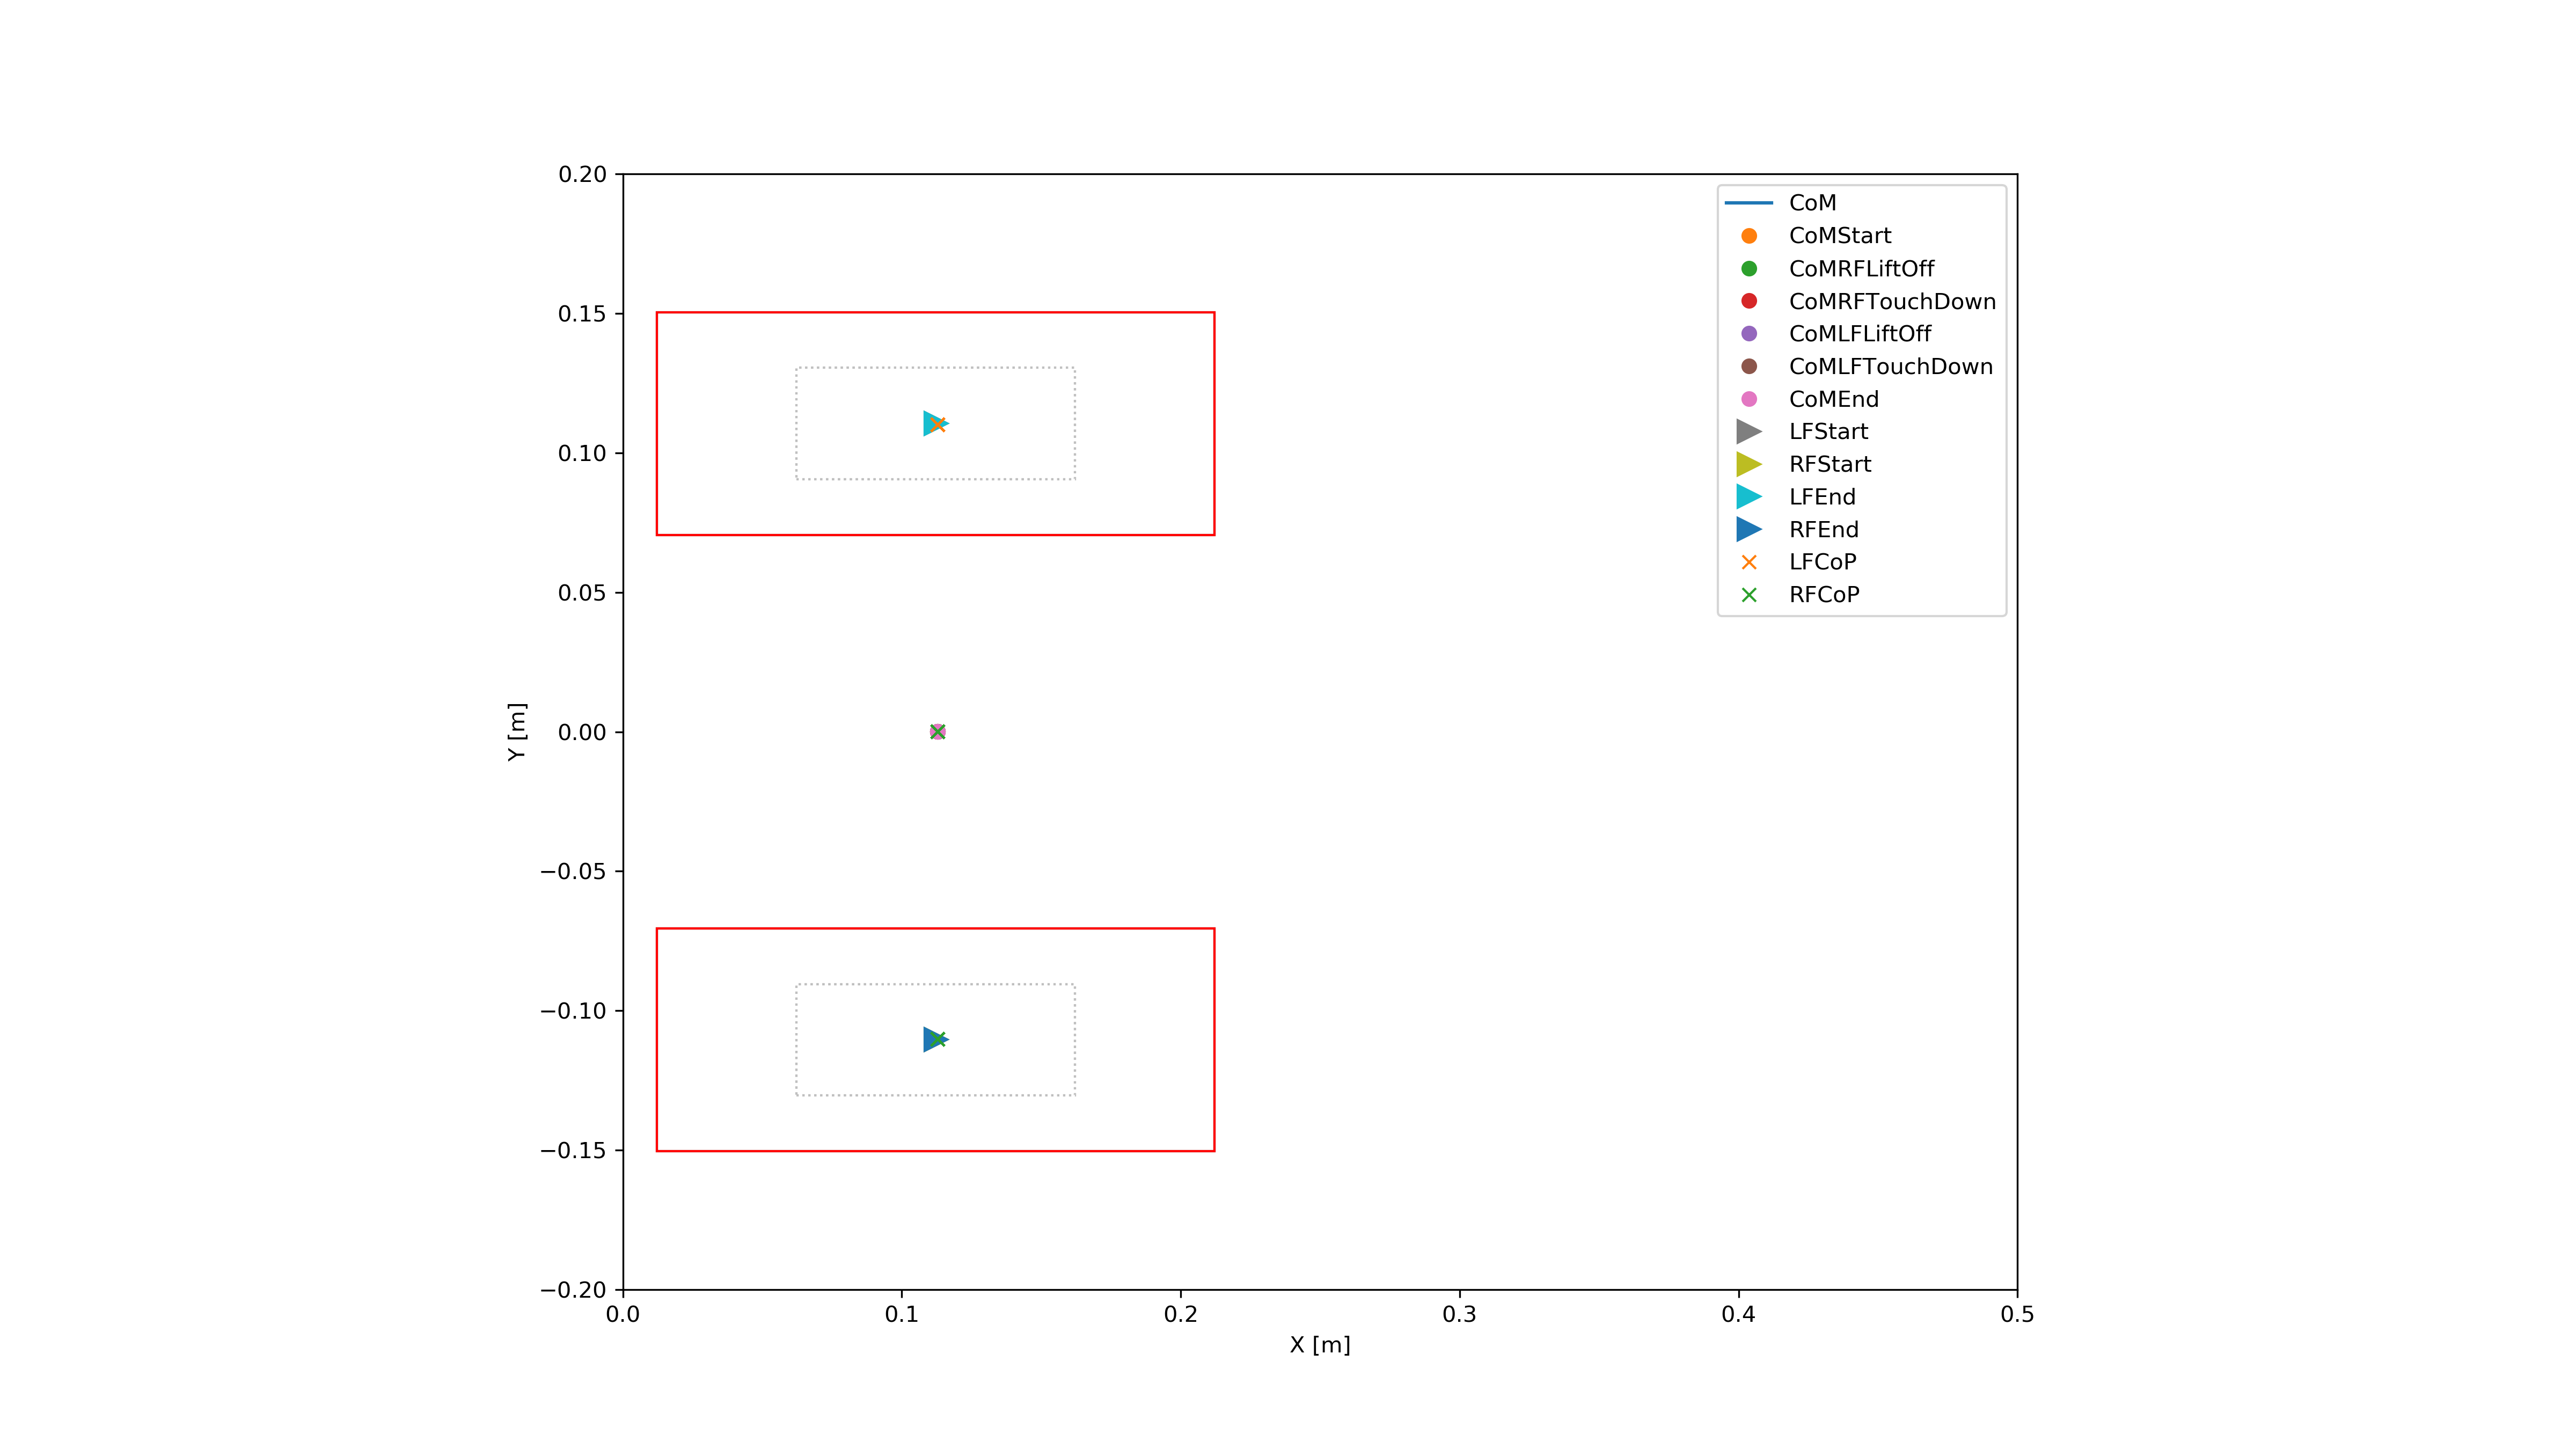 0.20
0.15
0.10
0.05
0.00
−0.05
−0.10
−0.15
−0.20
Y [m]
0.0 0.1 0.2 0.3 0.4 0.5
X [m]
CoM
CoMStart
CoMRFLiftOff
CoMRFTouchDown
CoMLFLiftOff
CoMLFTouchDown
CoMEnd
LFStart
RFStart
LFEnd
RFEnd
LFCoP
RFCoP